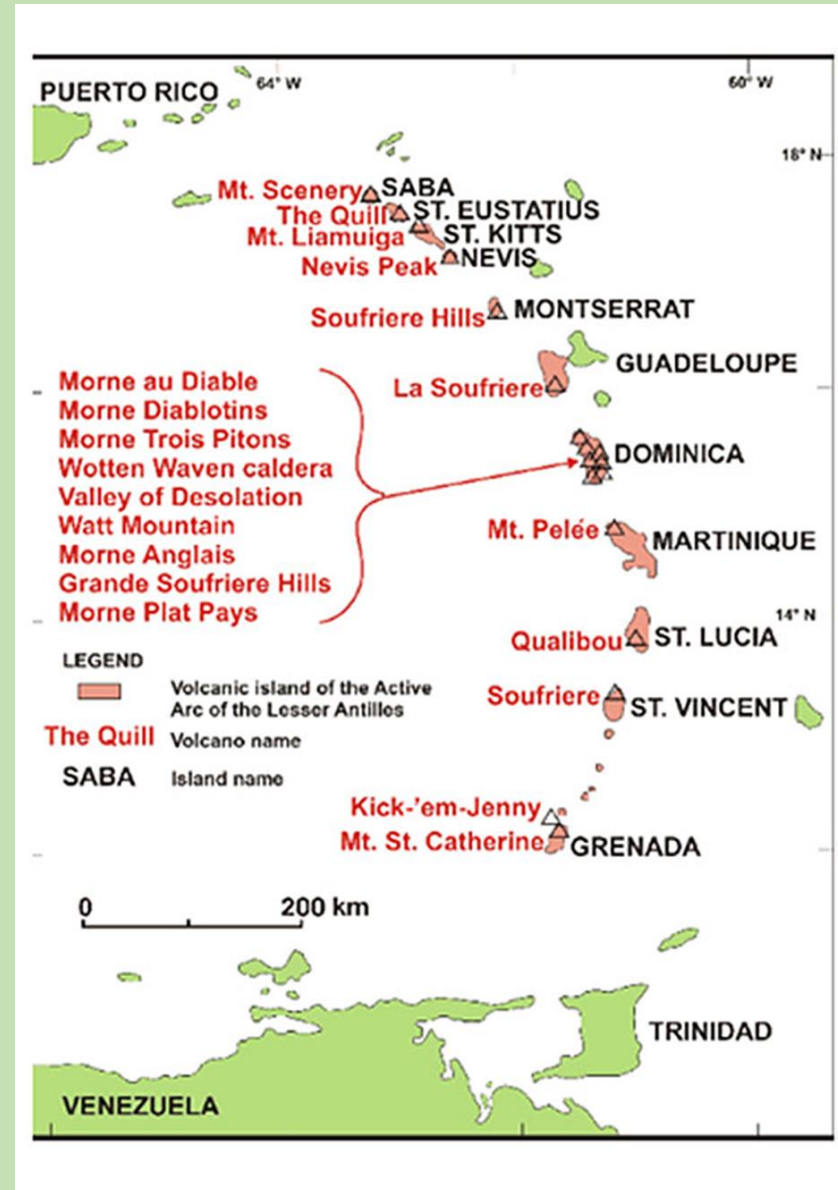 64° W
60° W
PUERTO RICO
18° N
Mt. Scenery SABA
The Quill ST. EUSTATIUS
Mt. Liamuiga ST. KITTS
Nevis Peak NEVIS
Soufriere Hills MONTSERRAT
GUADELOUPE
La Soufriere
Morne au Diable
Morne Diablotins
Morne Trois Pitons
Wotten Waven caldera
Valley of Desolation
Watt Mountain
Morne Anglais
Grande Soufriere Hills
Morne Plat Pays
DOMINICA
Mt. Pelée MARTINIQUE
14° N
Qualibou ST. LUCIA
Soufriere ST. VINCENT
LEGEND
Volcanic island of the Active
Arc of the Lesser Antilles
The Quill Volcano name
SABA Island name
Kick-'em-Jenny
Mt. St. Catherine GRENADA
0 200 km
TRINIDAD
VENEZUELA